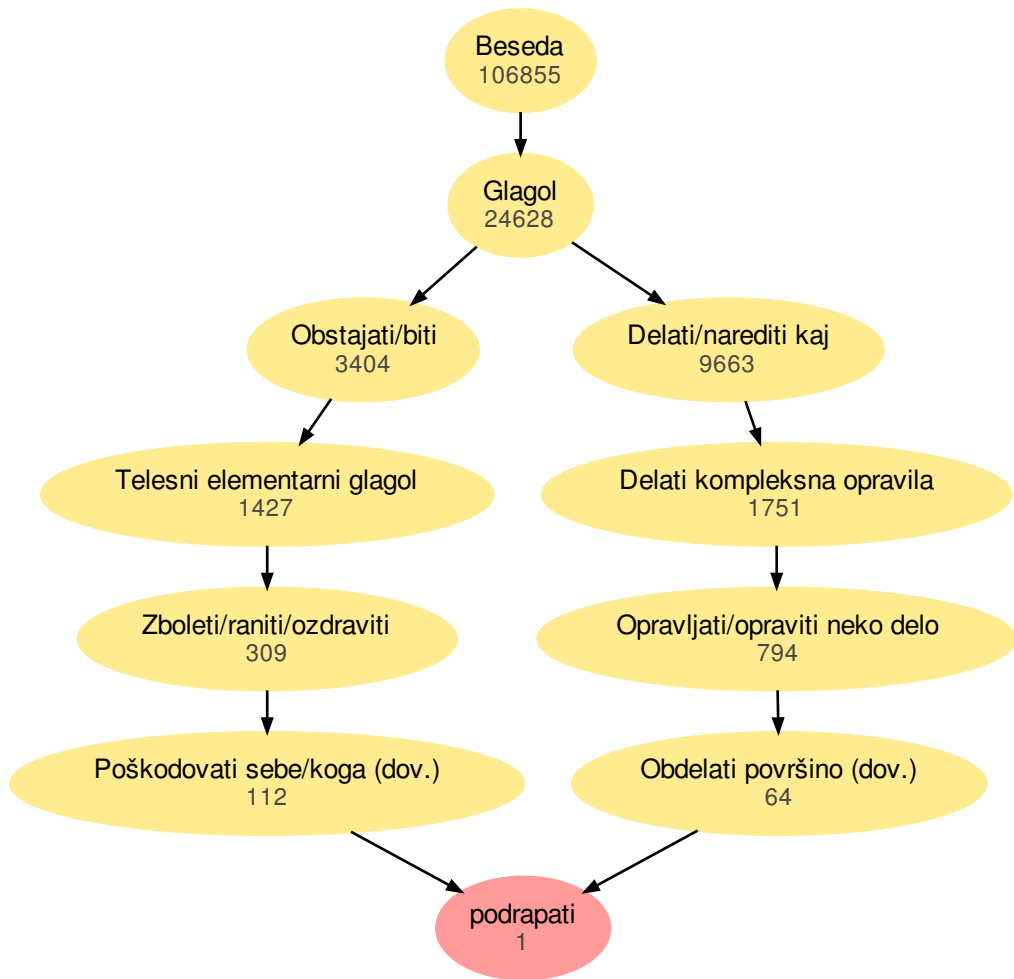 Beseda
106855
Glagol
24628
Obstajati/biti
3404
Delati/narediti kaj
9663
Telesni elementarni glagol
1427
Delati kompleksna opravila
1751
Zboleti/raniti/ozdraviti
309
Opravljati/opraviti neko delo
794
Poškodovati sebe/koga (dov.)
112
Obdelati površino (dov.)
64
podrapati
1